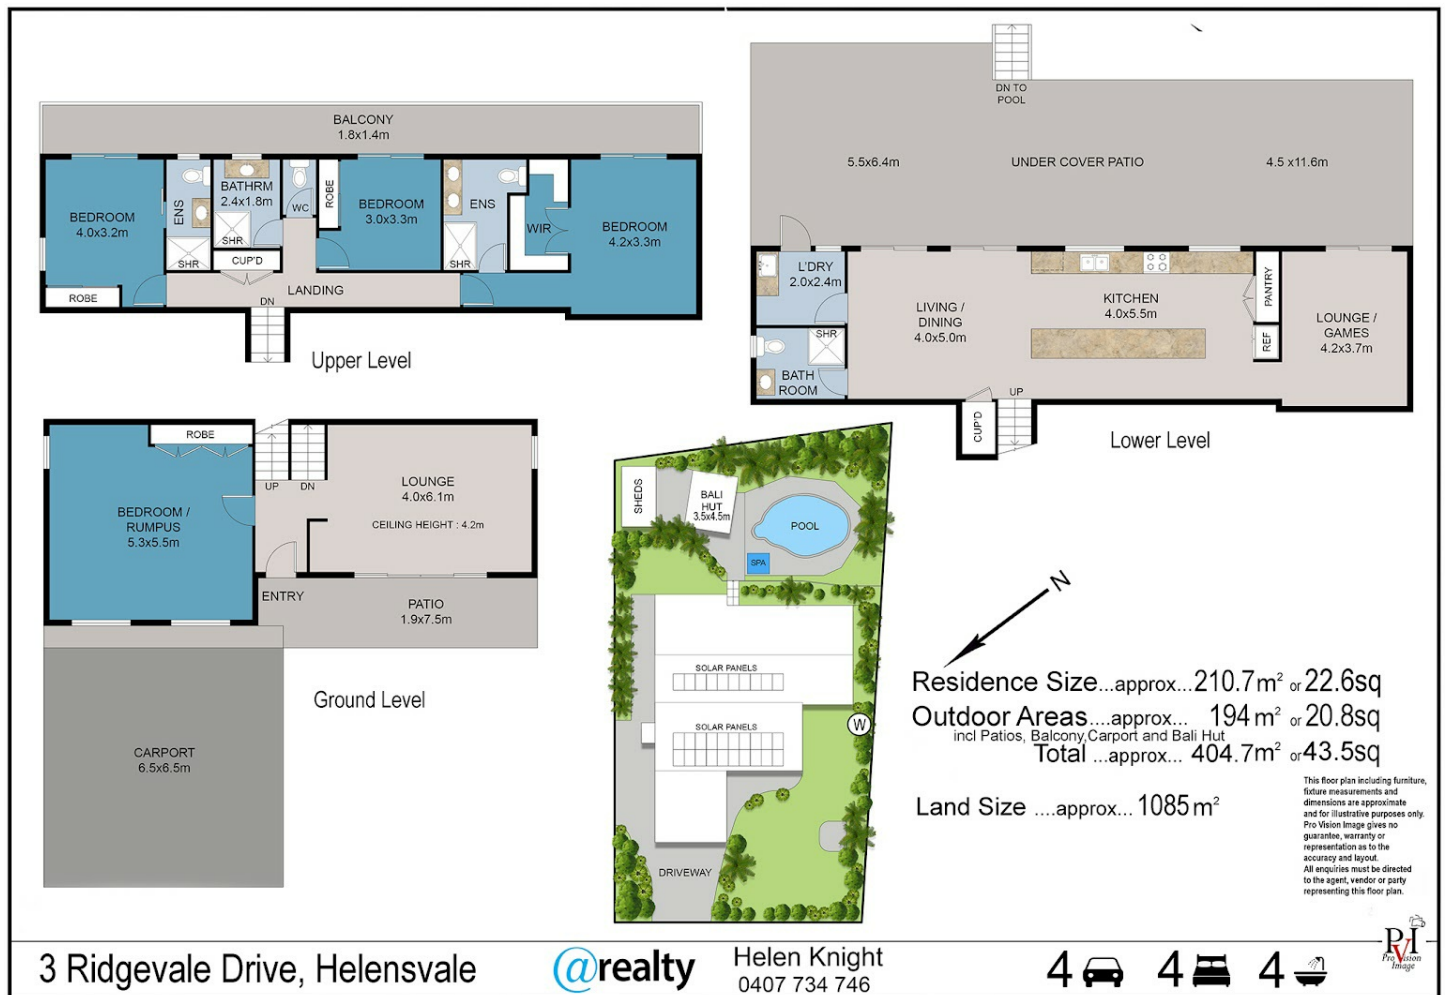 BALCONY
1.8x1.4m
BEDROOM
4.0x3.2m
ROBE
ENS
SHR
BATHRM
2.4x1.8m
SHR
WC
CUP'D
ROBE
BEDROOM
3.0x3.3m
ENS
SHR
WIR
BEDROOM
4.2x3.3m
LANDING
DN
Upper Level
DN TO
POOL
5.5x6.4m
UNDER COVER PATIO
4.5 x11.6m
L'DRY
2.0x2.4m
SHR
BATH
ROOM
LIVING /
DINING
4.0x5.0m
KITCHEN
4.0x5.5m
PANTRY
REF
LOUNGE /
GAMES
4.2x3.7m
CUP'D
UP
Lower Level
ROBE
BEDROOM /
RUMPUS
5.3x5.5m
UP
DN
LOUNGE
4.0x6.1m
CEILING HEIGHT : 4.2m
ENTRY
PATIO
1.9x7.5m
Ground Level
CARPORT
6.5x6.5m
SHEDS
BALI
HUT
3.5x4.5m
POOL
SPA
SOLAR PANELS
SOLAR PANELS
W
DRIVEWAY
N
Residence Size...approx...210.7m² or 22.6sq
Outdoor Areas....approx... 194 m² or 20.8sq
incl Patios, Balcony,Carport and Bali Hut
Total ...approx... 404.7m² or 43.5sq
Land Size ....approx... 1085 m²
This floor plan including furniture,
fixture measurements and
dimensions are approximate
and for illustrative purposes only.
Pro Vision Image gives no
guarantee, warranty or
representation as to the
accuracy and layout.
All enquiries must be directed
to the agent, vendor or party
representing this floor plan.
3 Ridgevale Drive, Helensvale
@realty
Helen Knight
0407 734 746
4
4
4
PVI
Pro Vision
Image